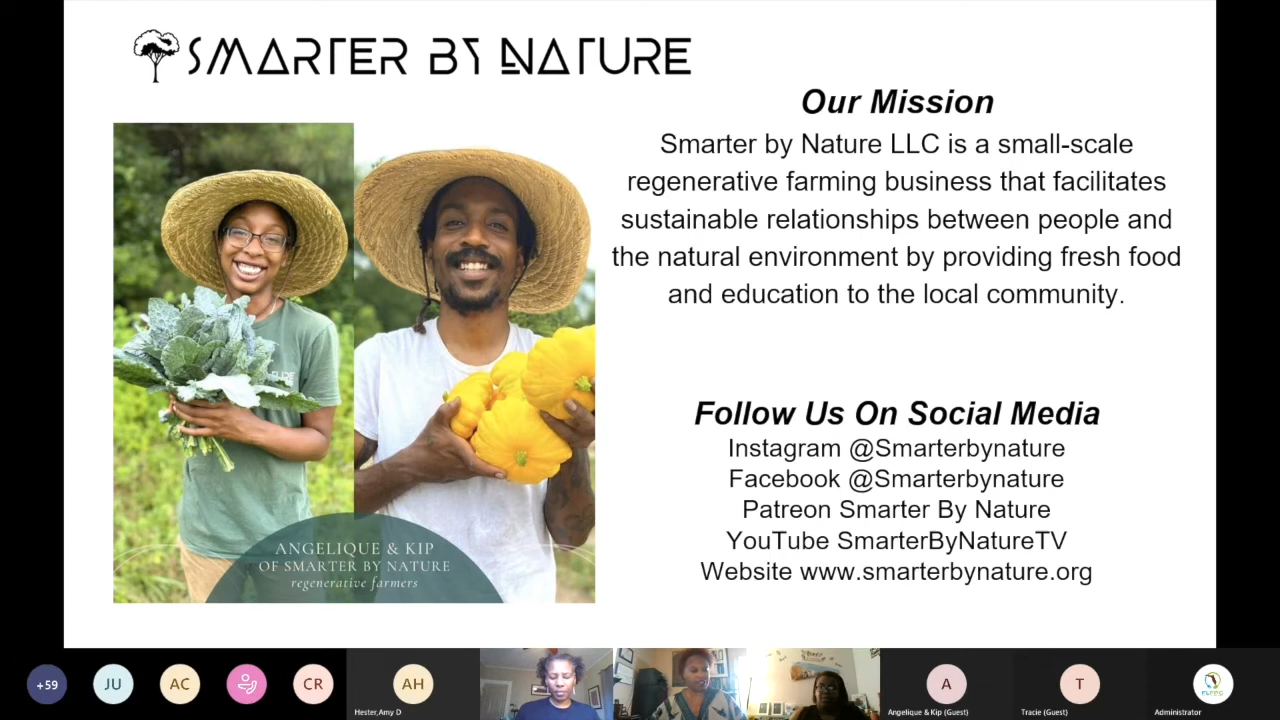 SMARTER BY NATURE
Our Mission
Smarter by Nature LLC is a small-scale
regenerative farming business that facilitates
sustainable relationships between people and
the natural environment by providing fresh food
and education to the local community.
Follow Us On Social Media
Instagram @Smarterbynature
Facebook @Smarterbynature
Patreon Smarter By Nature
YouTube SmarterByNatureTV
Website www.smarterbynature.org
ANGELIQUE & KIP
OF SMARTER BY NATURE
regenerative farmers
+59
JU
AC
CR
AH
Hester,Amy D
A
Angelique & Kip (Guest)
T
Tracie (Guest)
Administrator